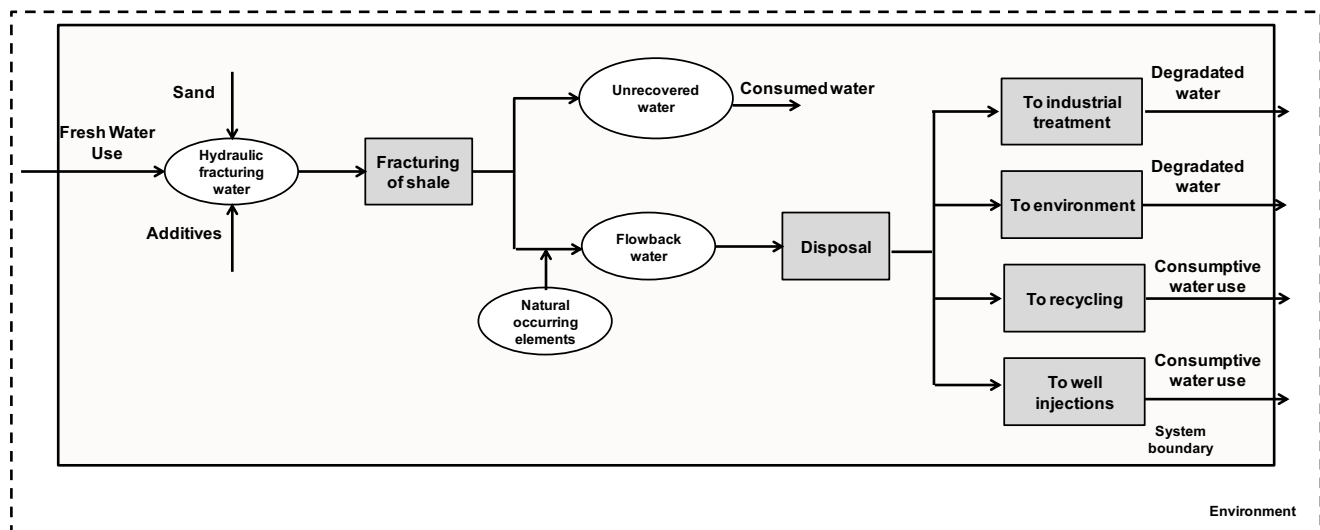 Sand
Fresh Water
Use
Hydraulic
fracturing
water
Additives
Fracturing
of shale
Unrecovered
water
Consumed water
Flowback
water
Natural
occurring
elements
Disposal
To industrial
treatment
Degradated
water
To environment
Degradated
water
To recycling
Consumptive
water use
To well
injections
Consumptive
water use
System
boundary
Environment